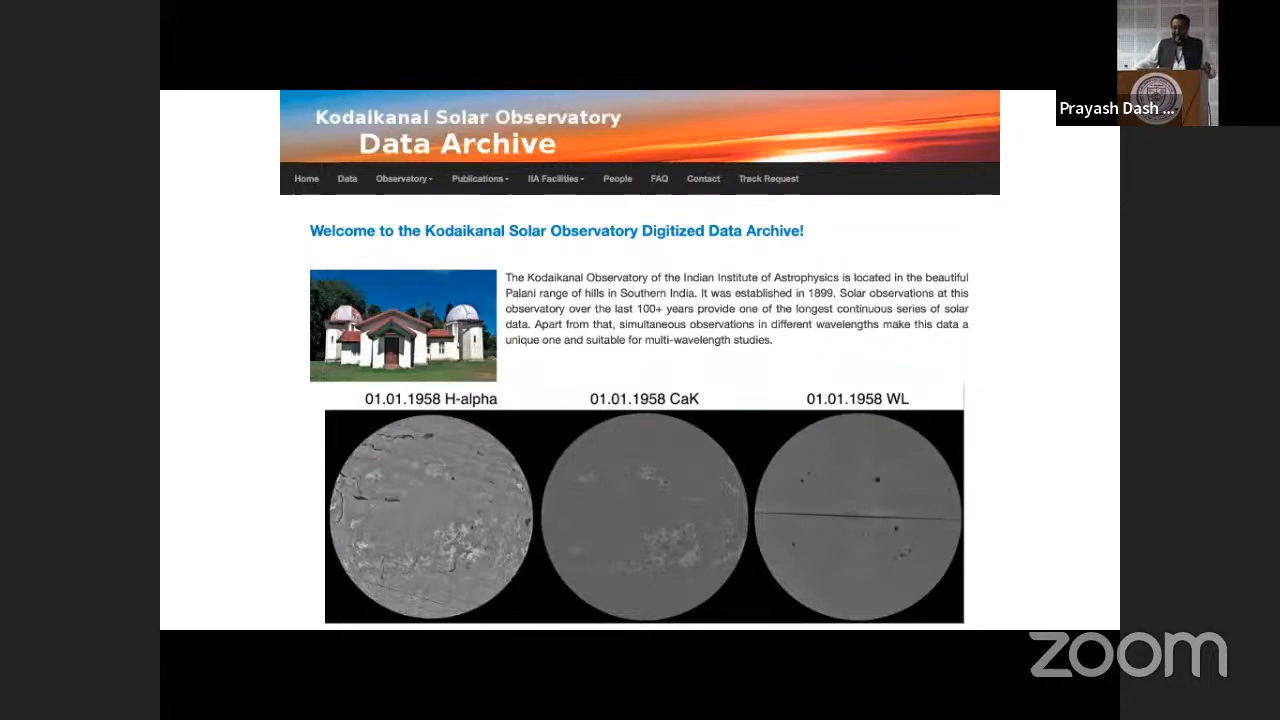 Prayash Dash ...
Kodaikanal Solar Observatory
Data Archive
Home Data Observatory Publications IIA Facilities People FAQ Contact Track Request
Welcome to the Kodaikanal Solar Observatory Digitized Data Archive!
The Kodaikanal Observatory of the Indian Institute of Astrophysics is located in the beautiful
Palani range of hills in Southern India. It was established in 1899. Solar observations at this
observatory over the last 100+ years provide one of the longest continuous series of solar
data. Apart from that, simultaneous observations in different wavelengths make this data a
unique one and suitable for multi-wavelength studies.
01.01.1958 H-alpha 01.01.1958 CaK 01.01.1958 WL
zoom